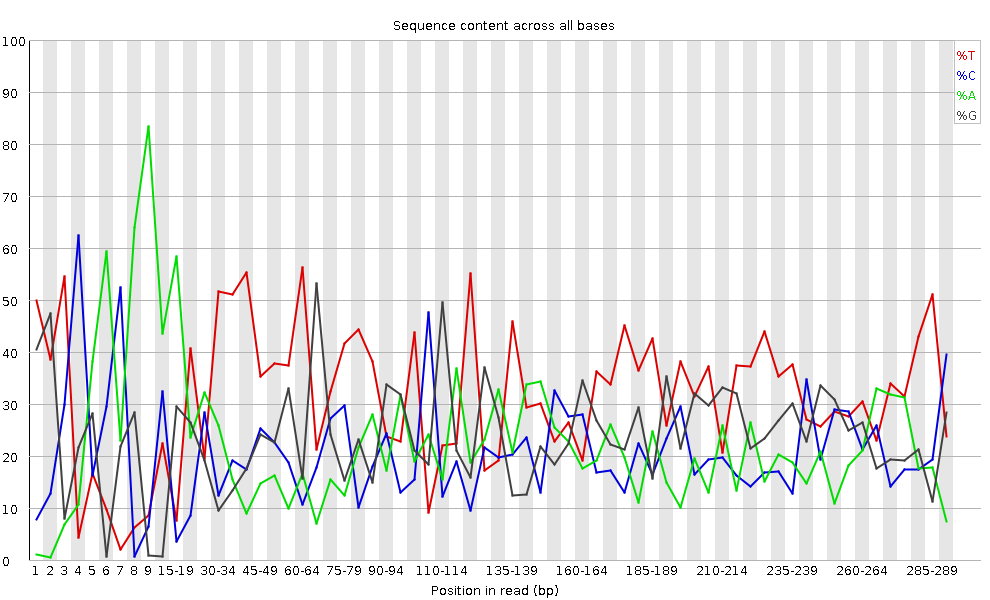 Sequence content across all bases
100
90
80
70
60
50
40
30
20
10
0
%T
%C
%A
%G
1 2 3 4 5 6 7 8 9 15-19 30-34 45-49 60-64 75-79 90-94 110-114 135-139 160-164 185-189 210-214 235-239 260-264 285-289
Position in read (bp)